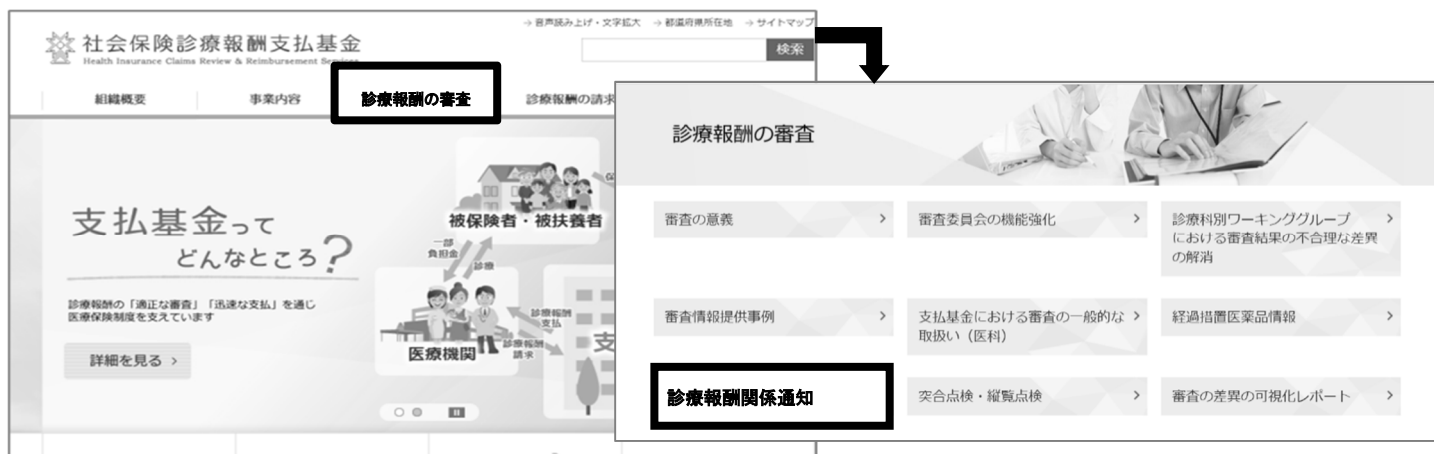 → 音声読み上げ・文字拡大 → 都道府県所在地 → サイトマップ
社会保険診療報酬支払基金
Health Insurance Claims Review & Reimbursement Services
検索
組織概要
事業内容
診療報酬の審査
診療報酬の請求
支払基金って
どんなところ?
診療報酬の「適正な審査」「迅速な支払」を通じ
医療保険制度を支えています
詳細を見る >
被保険者・被扶養者
一部
負担金
診療
医療機関
診療報酬
支払
診療報酬
請求
支
診療報酬の審査
審査の意義 >
審査委員会の機能強化 >
診療科別ワーキンググループ >
における審査結果の不合理な差異
の解消
審査情報提供事例 >
支払基金における審査の一般的な >
取扱い（医科）
経過措置医薬品情報 >
診療報酬関係通知
突合点検・縦覧点検 >
審査の差異の可視化レポート >